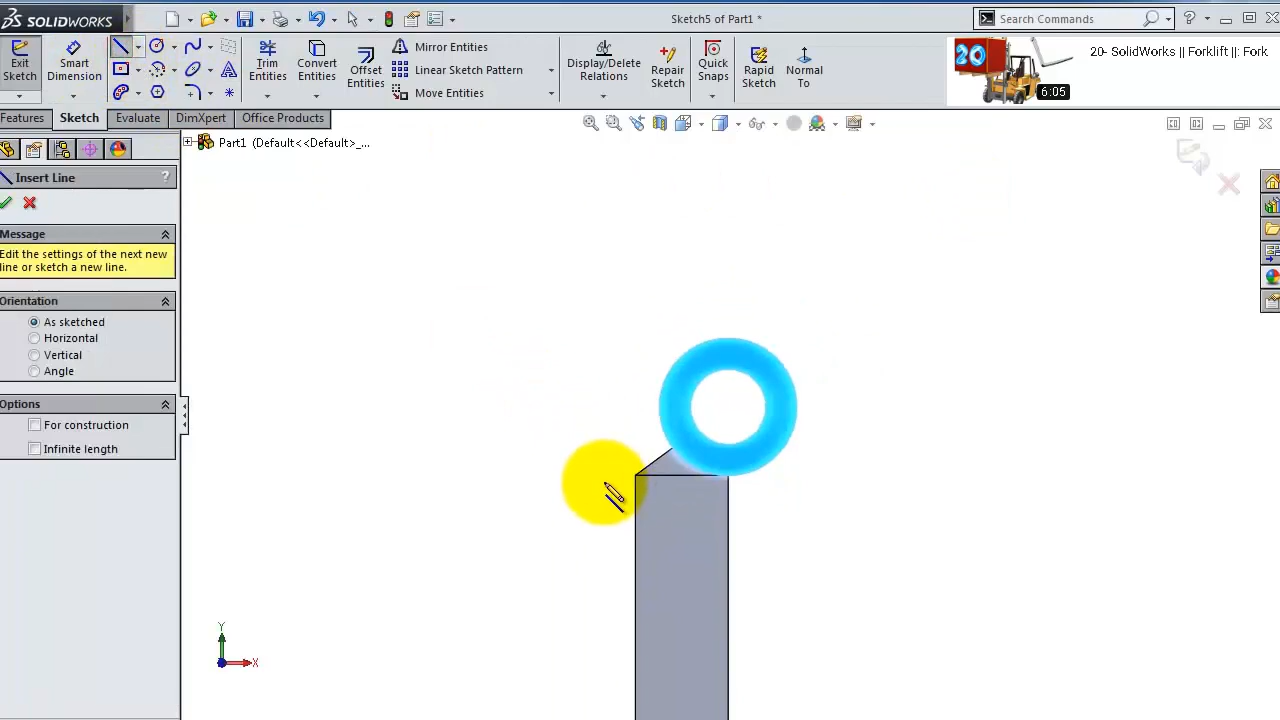 SOLIDWORKS
Sketch5 of Part1 *
Search Commands
?
Exit
Sketch
Smart
Dimension
Trim
Entities
Convert
Entities
Offset
Entities
Mirror Entities
Linear Sketch Pattern
Move Entities
Display/Delete
Relations
Repair
Sketch
Quick
Snaps
Rapid
Sketch
Normal
To
20
20- SolidWorks || Forklift ||: Fork
6:05
Features
Sketch
Evaluate
DimXpert
Office Products
Part1 (Default<<Default>_...
Insert Line
?
Message
Edit the settings of the next new
line or sketch a new line.
Orientation
As sketched
Horizontal
Vertical
Angle
Options
For construction
Infinite length
Y
X